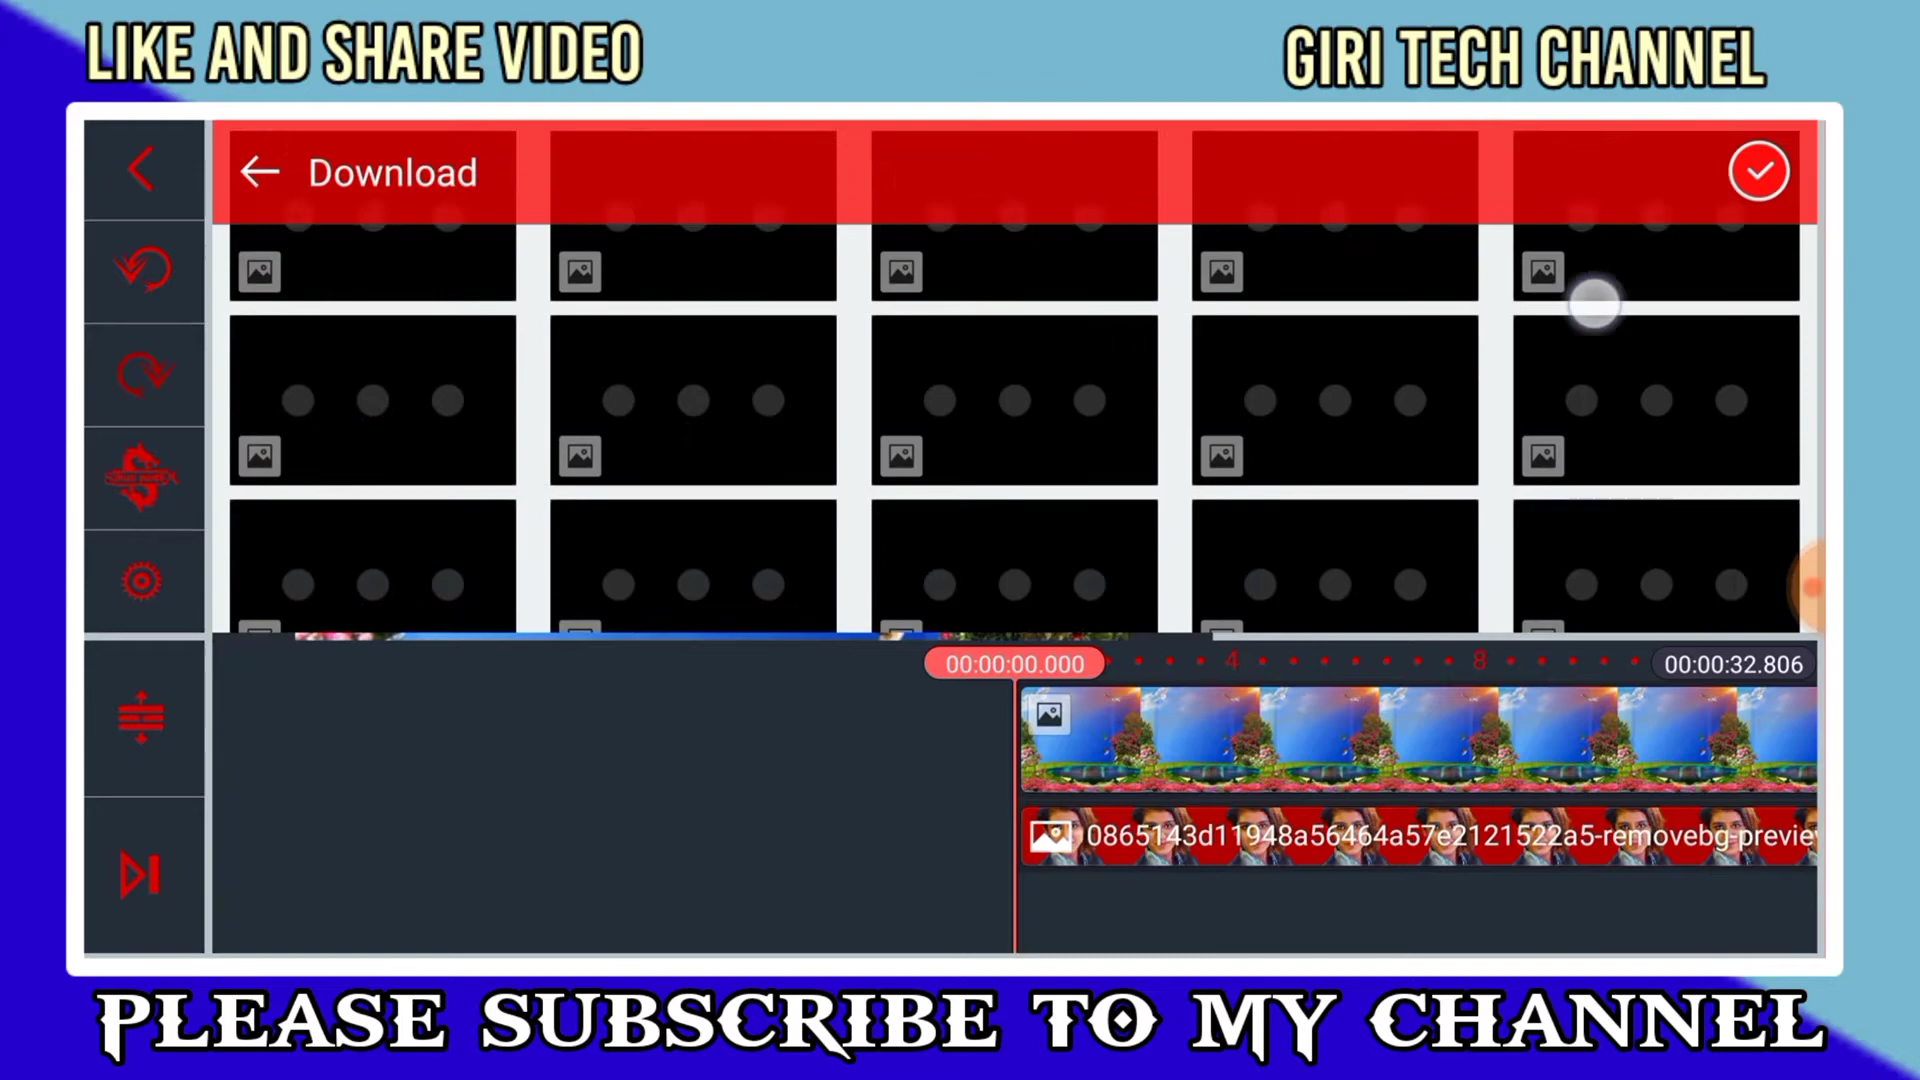 LIKE AND SHARE VIDEO
GIRI TECH CHANNEL
Download
00:00:00.000
4
8
00:00:32.806
0865143d11948a56464a57e2121522a5-removebg-preview
PLEASE SUBSCRIBE TO MY CHANNEL